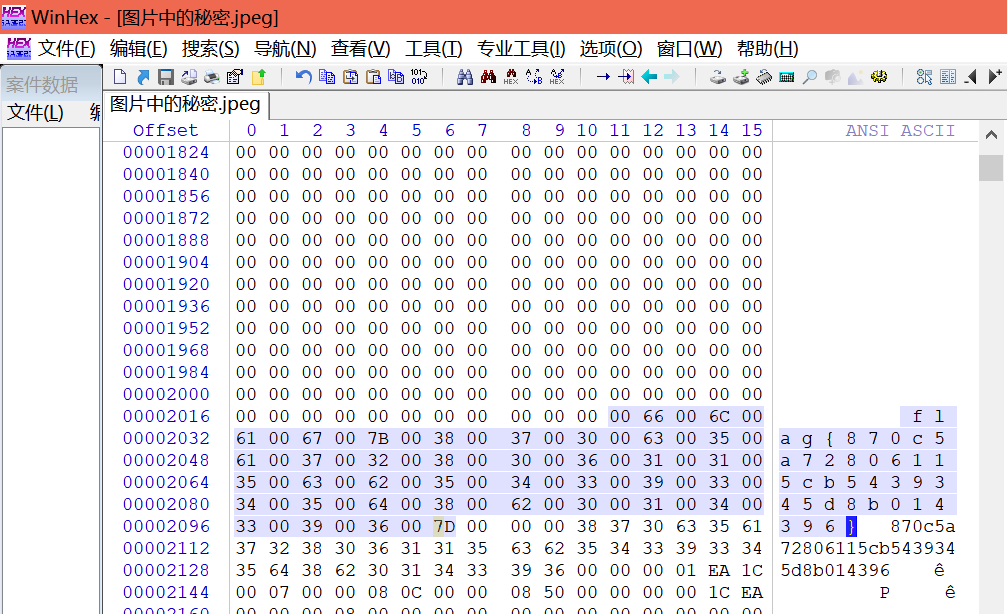 WinHex - [图片中的秘密.jpeg]
文件(F) 编辑(E) 搜索(S) 导航(N) 查看(V) 工具(T) 专业工具(I) 选项(O) 窗口(W) 帮助(H)
案件数据
文件(L)
图片中的秘密.jpeg
Offset 0 1 2 3 4 5 6 7 8 9 10 11 12 13 14 15 ANSI ASCII
00001824 00 00 00 00 00 00 00 00 00 00 00 00 00 00 00 00
00001840 00 00 00 00 00 00 00 00 00 00 00 00 00 00 00 00
00001856 00 00 00 00 00 00 00 00 00 00 00 00 00 00 00 00
00001872 00 00 00 00 00 00 00 00 00 00 00 00 00 00 00 00
00001888 00 00 00 00 00 00 00 00 00 00 00 00 00 00 00 00
00001904 00 00 00 00 00 00 00 00 00 00 00 00 00 00 00 00
00001920 00 00 00 00 00 00 00 00 00 00 00 00 00 00 00 00
00001936 00 00 00 00 00 00 00 00 00 00 00 00 00 00 00 00
00001952 00 00 00 00 00 00 00 00 00 00 00 00 00 00 00 00
00001968 00 00 00 00 00 00 00 00 00 00 00 00 00 00 00 00
00001984 00 00 00 00 00 00 00 00 00 00 00 00 00 00 00 00
00002000 00 00 00 00 00 00 00 00 00 00 00 00 00 00 00 00
00002016 00 00 00 00 00 00 00 00 00 00 00 00 66 00 6C 00 f l
00002032 61 00 67 00 7B 00 38 00 37 00 30 00 63 00 35 00 a g { 8 7 0 c 5
00002048 61 00 37 00 32 00 38 00 30 00 36 00 31 00 31 00 a 7 2 8 0 6 1 1
00002064 35 00 63 00 62 00 35 00 34 00 33 00 39 00 33 00 5 c b 5 4 3 9 3
00002080 34 00 35 00 64 00 38 00 62 00 30 00 31 00 34 00 4 5 d 8 b 0 1 4
00002096 33 00 39 00 36 00 7D 00 00 00 38 37 30 63 35 61 3 9 6 } 870c5a
00002112 37 32 38 30 36 31 31 35 63 62 35 34 33 39 33 34 72806115cb543934
00002128 35 64 38 62 30 31 34 33 39 36 00 00 00 01 EA 1C 5d8b014396 ê
00002144 00 07 00 00 08 0C 00 00 08 50 00 00 00 00 1C EA P ê